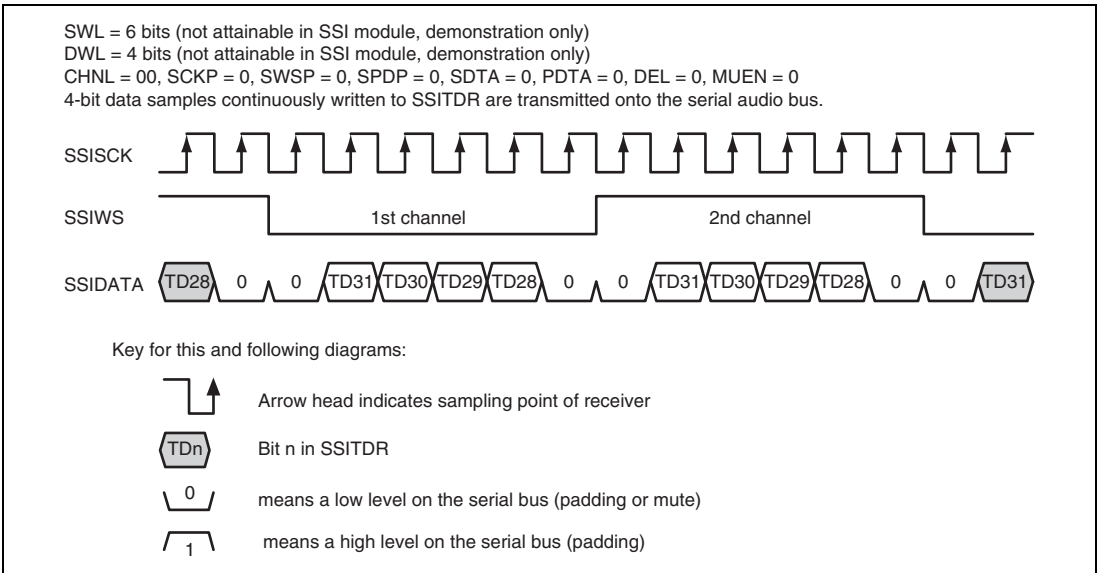 SWL = 6 bits (not attainable in SSI module, demonstration only)
DWL = 4 bits (not attainable in SSI module, demonstration only)
CHNL = 00, SCKP = 0, SWSP = 0, SPDP = 0, SDTA = 0, PDTA = 0, DEL = 0, MUEN = 0
4-bit data samples continuously written to SSITDR are transmitted onto the serial audio bus.
SSISCK
SSIWS 1st channel 2nd channel
SSIDATA TD28 0 0 TD31 TD30 TD29 TD28 0 0 TD31 TD30 TD29 TD28 0 0 TD31
Key for this and following diagrams:
Arrow head indicates sampling point of receiver
TDn Bit n in SSITDR
0 means a low level on the serial bus (padding or mute)
1 means a high level on the serial bus (padding)